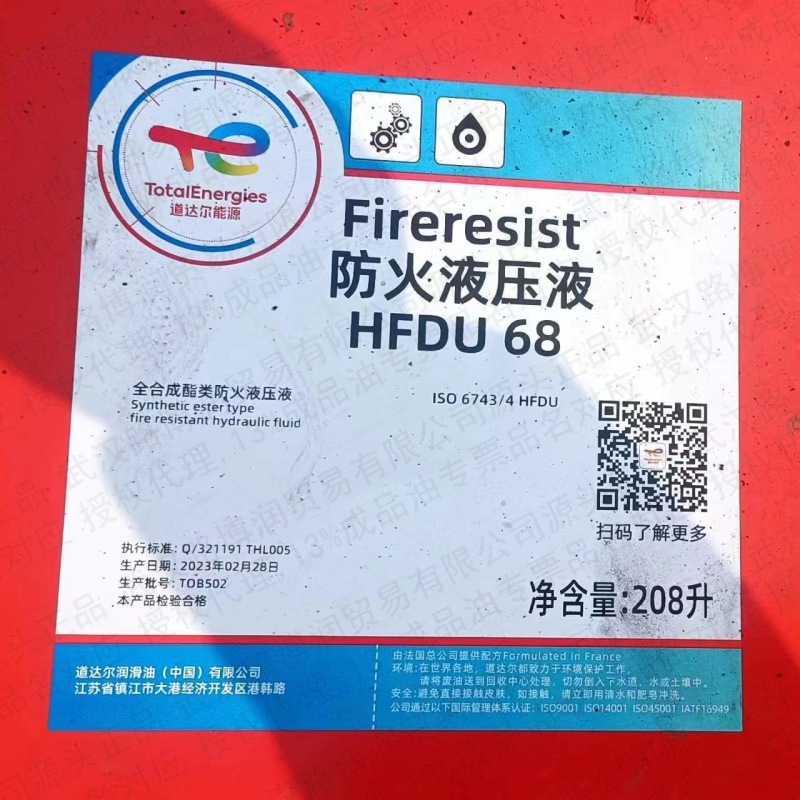 TotalEnergies
道达尔能源
Fireresist
防火液压液
HFDU 68
全合成酯类防火液压液
Synthetic ester type
fire resistant hydraulic fluid
ISO 6743/4 HFDU
扫码了解更多
执行标准: Q/321191 THL005
生产日期: 2023年02月28日
生产批号: TOB502
本产品检验合格
净含量:208升
道达尔润滑油（中国）有限公司
江苏省镇江市大港经济开发区港韩路
由法国总公司提供配方Formulated in France
环境:在世界各地，道达尔都致力于环境保护工作，
请将废油送到回收中心处理，切勿倒入下水道、水或土壤中。
安全:避免直接接触皮肤，如接触，请立即用清水和肥皂冲洗。
公司通过以下国际管理体系认证: ISO9001 ISO14001 ISO45001 IATF16949